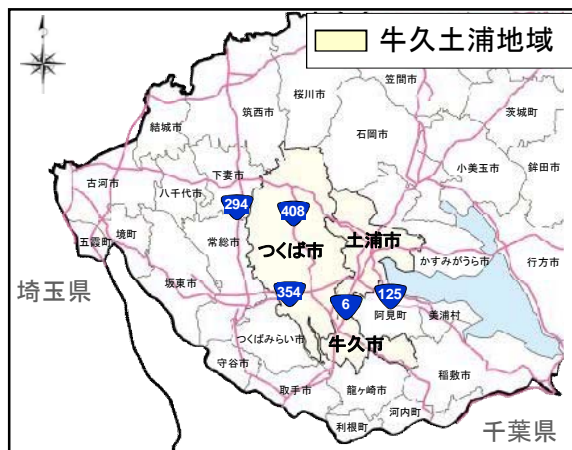 牛久土浦地域
笠間市
桜川市
茨城町
筑西市
結城市
石岡市
小美玉市
鉾田市
下妻市
古河市
八千代市
294
408
土浦市
つくば市
常総市
境町
五霞町
かすみがうら市
行方市
坂東市
埼玉県
354
6
125
阿見町
美浦村
つくばみらい市
牛久市
守谷市
稲敷市
取手市
龍ヶ崎市
河内町
利根町
千葉県